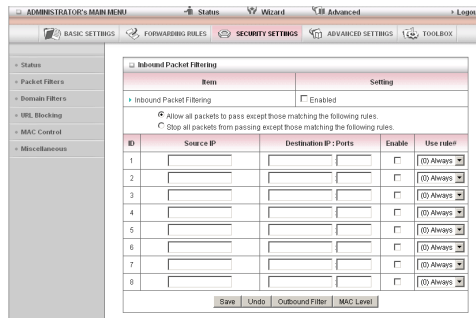 ADMINISTRATOR's MAIN MENU Status Wizard Advanced Logou
BASIC SETTINGS FORWARDING RULES SECURITY SETTINGS ADVANCED SETTINGS TOOLBOX
Status
Packet Filters
Domain Filters
URL Blocking
MAC Control
Miscellaneous
Inbound Packet Filtering
Item Setting
Inbound Packet Filtering Enabled
Allow all packets to pass except those matching the following rules.
Stop all packets from passing except those matching the following rules.
ID Source IP Destination IP : Ports Enable Use rule#
1 : (0) Always
2 : (0) Always
3 : (0) Always
4 : (0) Always
5 : (0) Always
6 : (0) Always
7 : (0) Always
8 : (0) Always
Save Undo Outbound Filter MAC Level